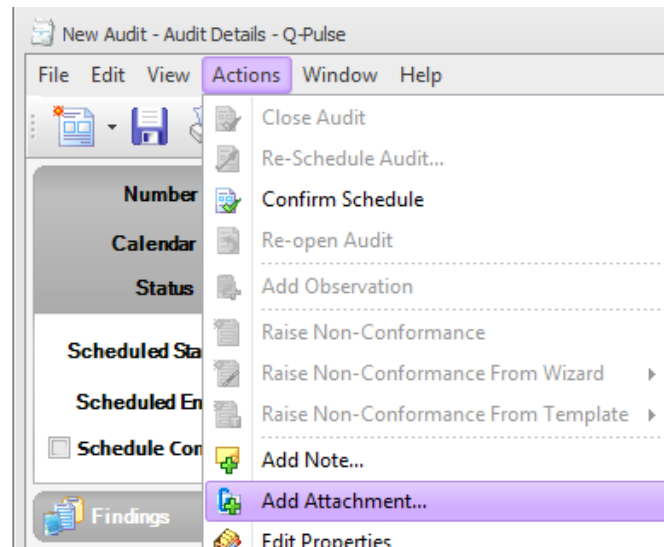 New Audit - Audit Details - Q-Pulse
File Edit View Actions Window Help
Close Audit
Re-Schedule Audit...
Number
Confirm Schedule
Calendar
Re-open Audit
Status
Add Observation
Raise Non-Conformance
Scheduled Sta
Raise Non-Conformance From Wizard
Scheduled En
Raise Non-Conformance From Template
Schedule Con
Add Note...
Add Attachment...
Findings
Edit Properties